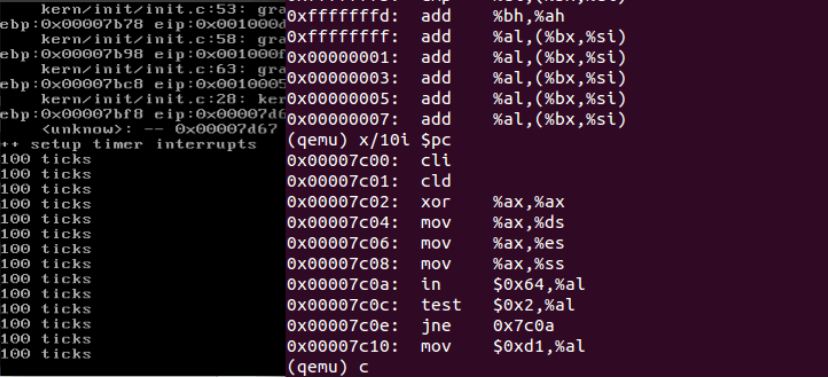 kern/init/init.c:53: gra
ebp:0x00007b78 eip:0x001000
kern/init/init.c:58: gra
ebp:0x00007b98 eip:0x001000
kern/init/init.c:63: gra
ebp:0x00007bc8 eip:0x0010005
kern/init/init.c:28: ker
ebp:0x00007bf8 eip:0x00007d6
<unknow>: -- 0x00007d67
++ setup timer interrupts
100 ticks
100 ticks
100 ticks
100 ticks
100 ticks
100 ticks
100 ticks
100 ticks
100 ticks
100 ticks
100 ticks
100 ticks
100 ticks
100 ticks
0xfffffffd: add %bh,%ah
0xffffffff: add %al,(%bx,%si)
0x00000001: add %al,(%bx,%si)
0x00000003: add %al,(%bx,%si)
0x00000005: add %al,(%bx,%si)
0x00000007: add %al,(%bx,%si)
(qemu) x/10i $pc
0x00007c00: cli
0x00007c01: cld
0x00007c02: xor %ax,%ax
0x00007c04: mov %ax,%ds
0x00007c06: mov %ax,%es
0x00007c08: mov %ax,%ss
0x00007c0a: in $0x64,%al
0x00007c0c: test $0x2,%al
0x00007c0e: jne 0x7c0a
0x00007c10: mov $0xd1,%al
(qemu) c